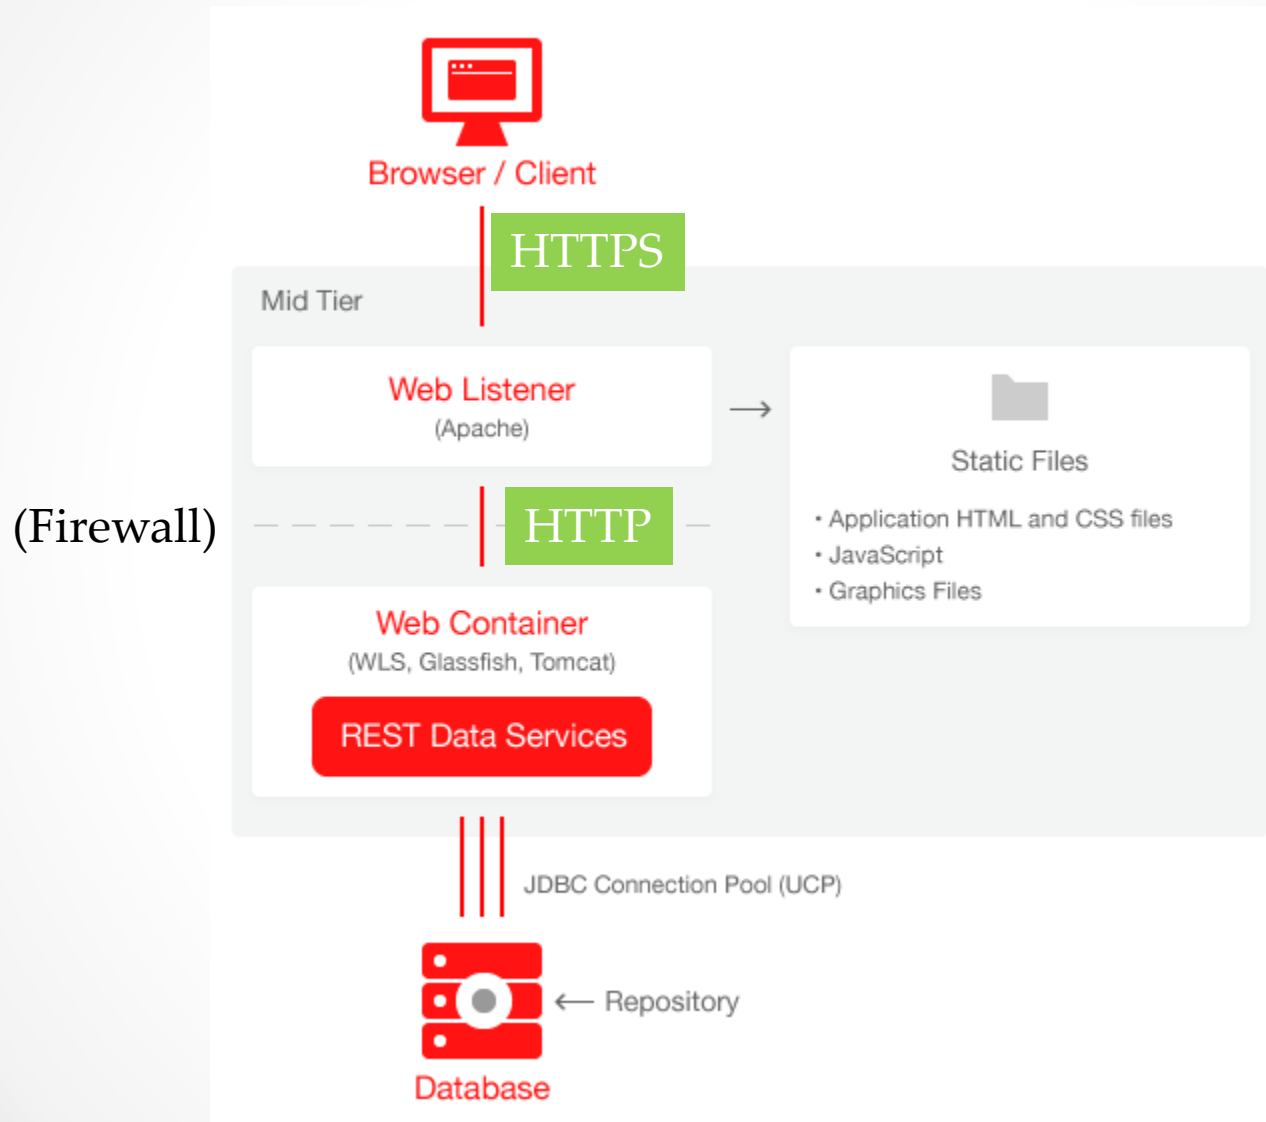 Browser / Client
HTTPS
Mid Tier
Web Listener
(Apache)
Static Files
• Application HTML and CSS files
• JavaScript
• Graphics Files
(Firewall)
HTTP
Web Container
(WLS, Glassfish, Tomcat)
REST Data Services
JDBC Connection Pool (UCP)
← Repository
Database